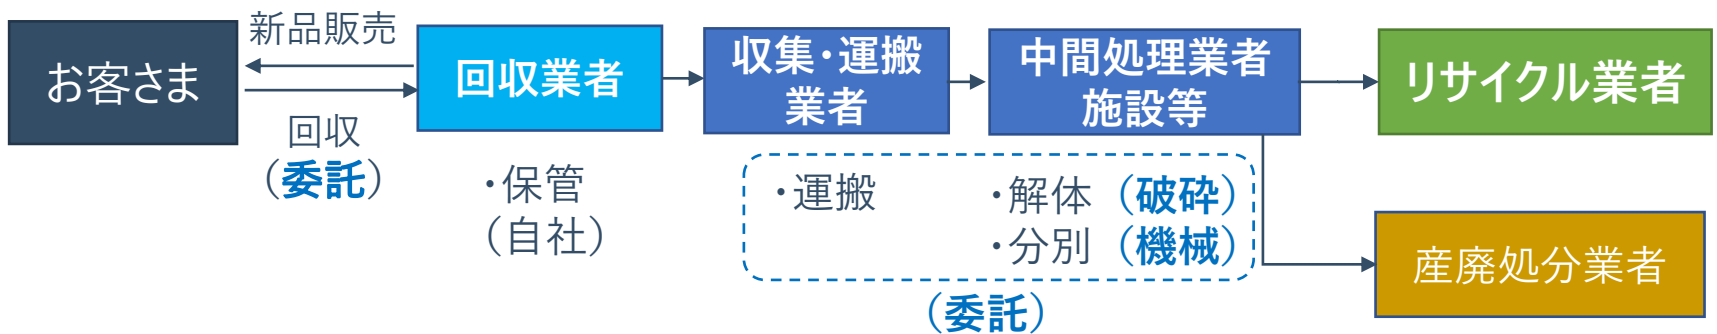 お客さま
新品販売
回収
（委託）
回収業者
・保管
（自社）
収集・運搬
業者
中間処理業者
施設等
・運搬
・解体（破砕）
・分別（機械）
（委託）
リサイクル業者
産廃処分業者